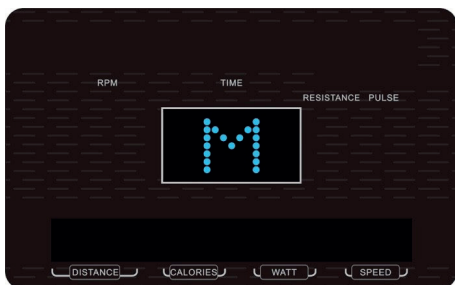 RPM TIME
RESISTANCE PULSE
M
DISTANCE CALORIES WATT SPEED